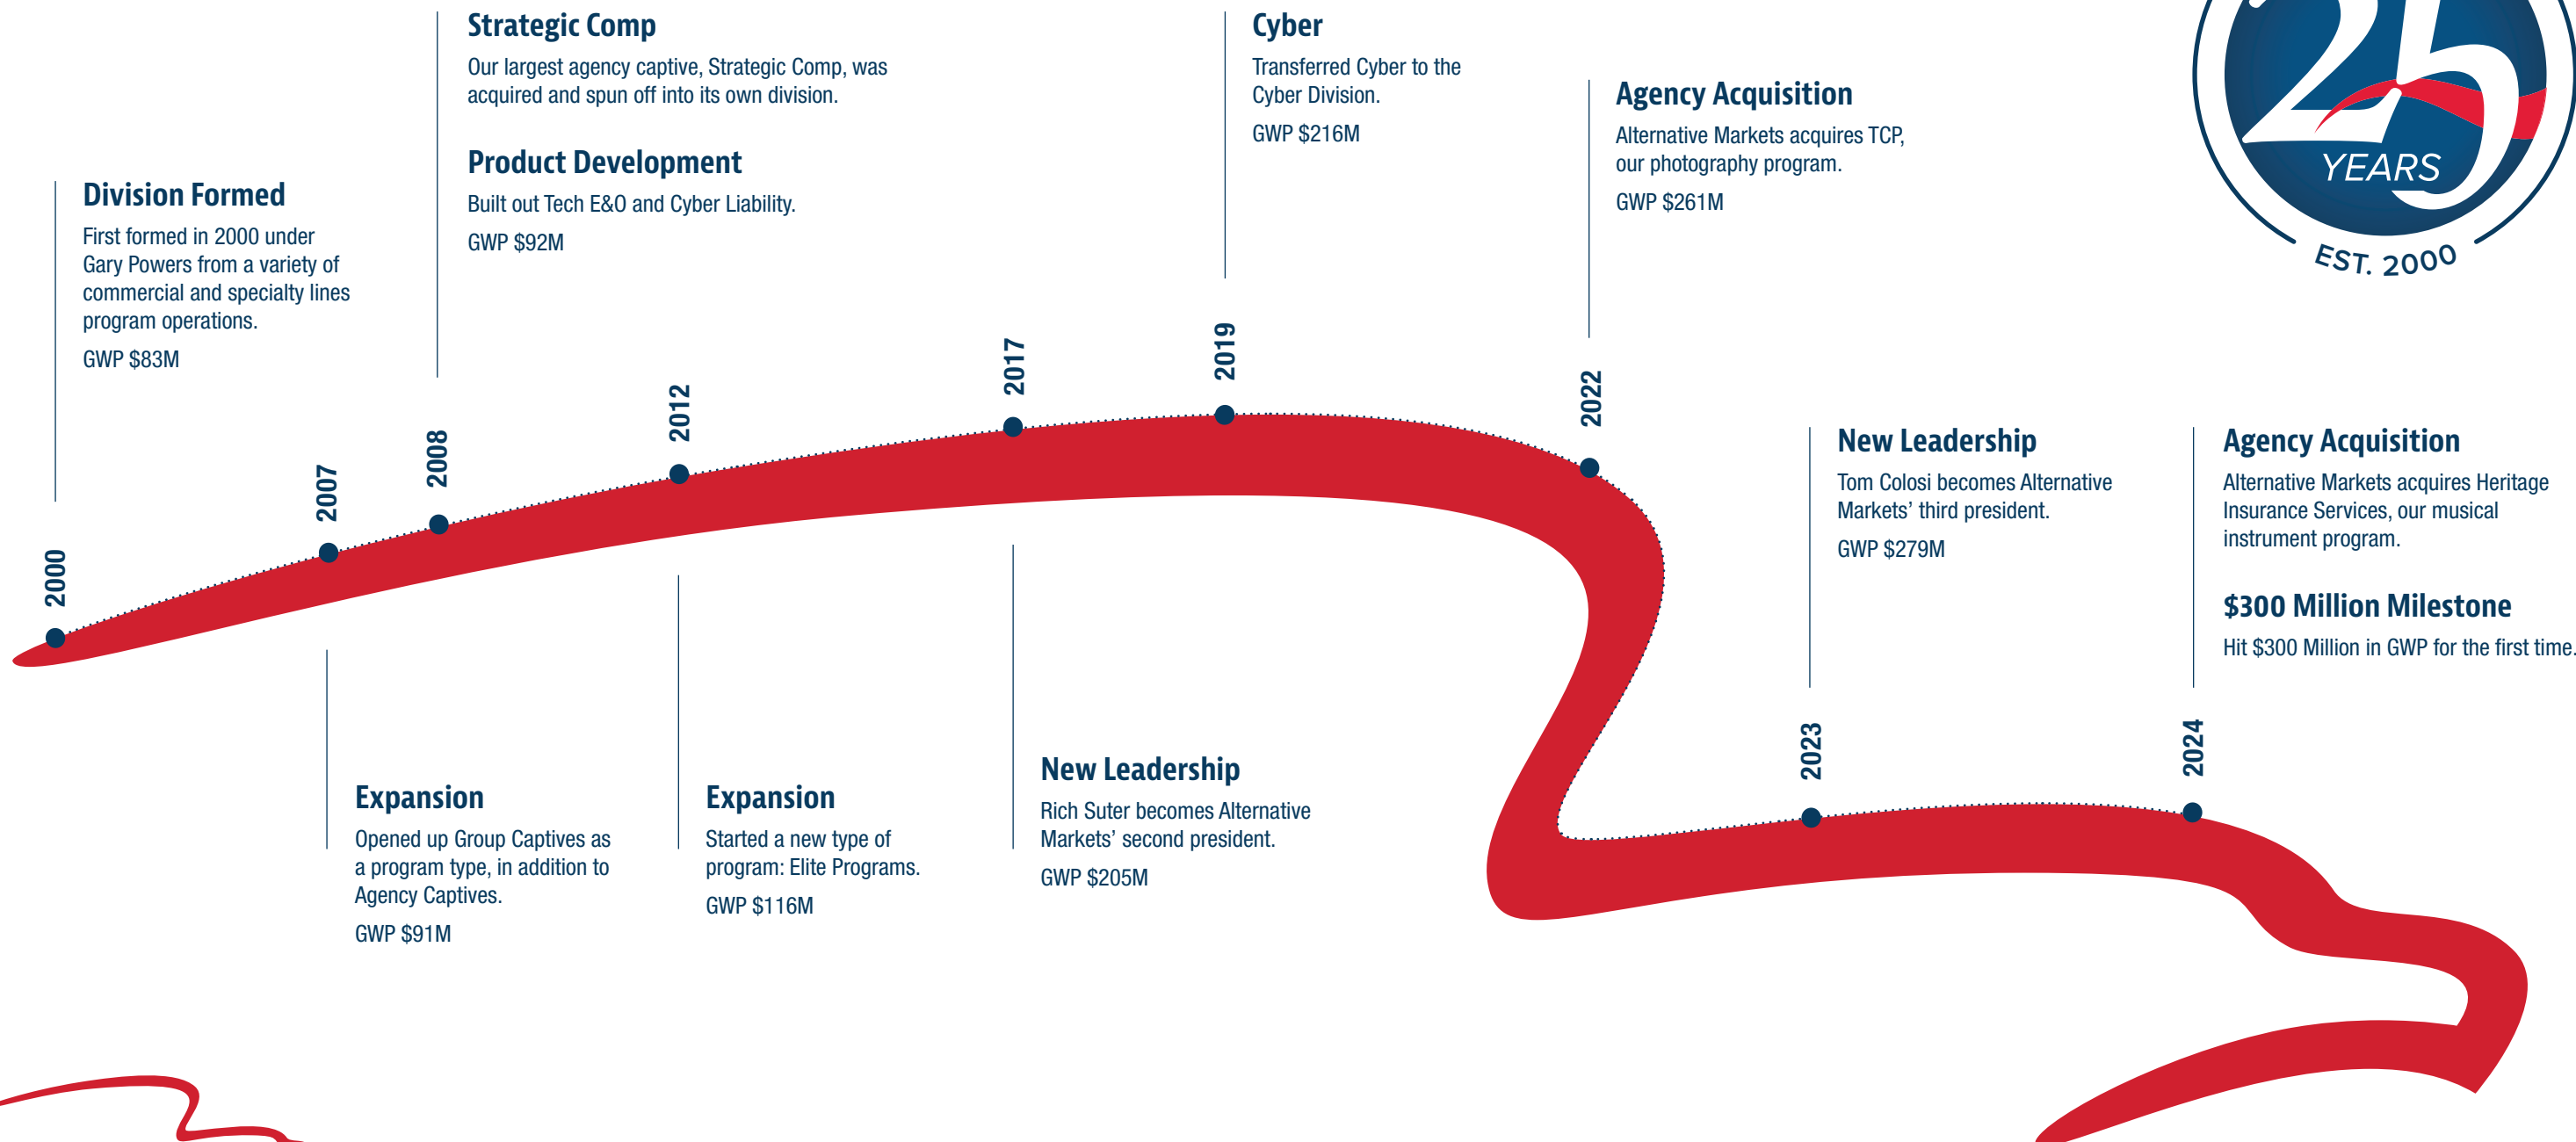 Strategic Comp
Our largest agency captive, Strategic Comp, was
acquired and spun off into its own division.
Product Development
Built out Tech E&O and Cyber Liability.
GWP $92M
Cyber
Transferred Cyber to the
Cyber Division.
GWP $216M
Agency Acquisition
Alternative Markets acquires TCP,
our photography program.
GWP $261M
25
YEARS
EST. 2000
Division Formed
First formed in 2000 under
Gary Powers from a variety of
commercial and specialty lines
program operations.
GWP $83M
2000
2007
2008
2012
2017
2019
2022
New Leadership
Tom Colosi becomes Alternative
Markets’ third president.
GWP $279M
Agency Acquisition
Alternative Markets acquires Heritage
Insurance Services, our musical
instrument program.
$300 Million Milestone
Hit $300 Million in GWP for the first time.
2023
2024
Expansion
Opened up Group Captives as
a program type, in addition to
Agency Captives.
GWP $91M
Expansion
Started a new type of
program: Elite Programs.
GWP $116M
New Leadership
Rich Suter becomes Alternative
Markets’ second president.
GWP $205M